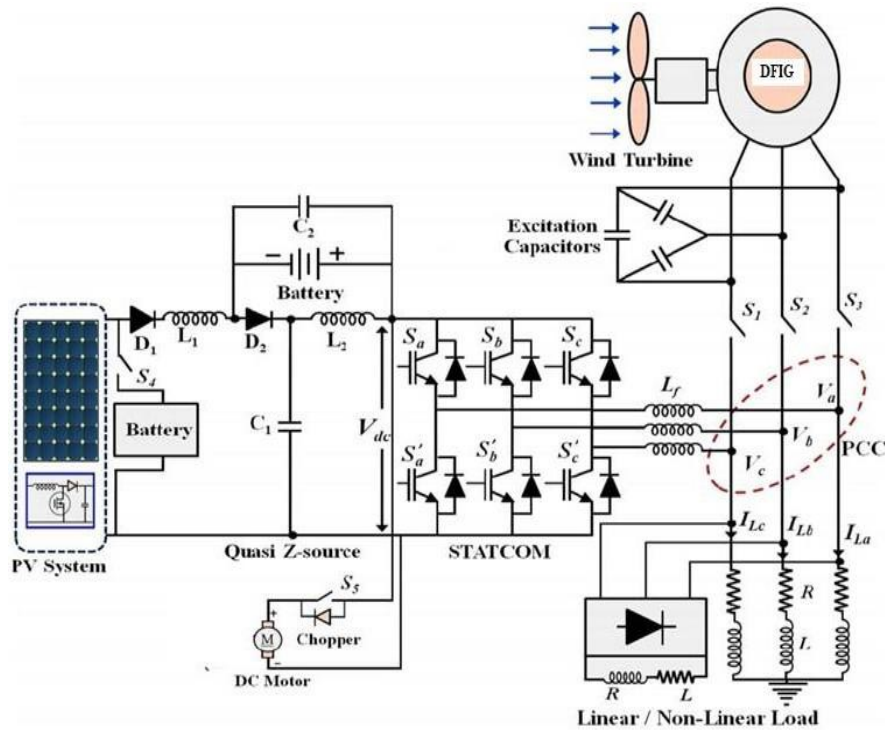 DFIG
Wind Turbine
Excitation
Capacitors
C2
Battery
D1
L1
D2
L2
S4
Battery
C1
Vdc
Sa
Sb
Sc
S'a
S'b
S'c
Lf
S1
S2
S3
Va
Vb
Vc
PCC
PV System
Quasi Z-source
STATCOM
ILc
ILb
ILa
S5
M
Chopper
DC Motor
R
L
R
L
Linear / Non-Linear Load